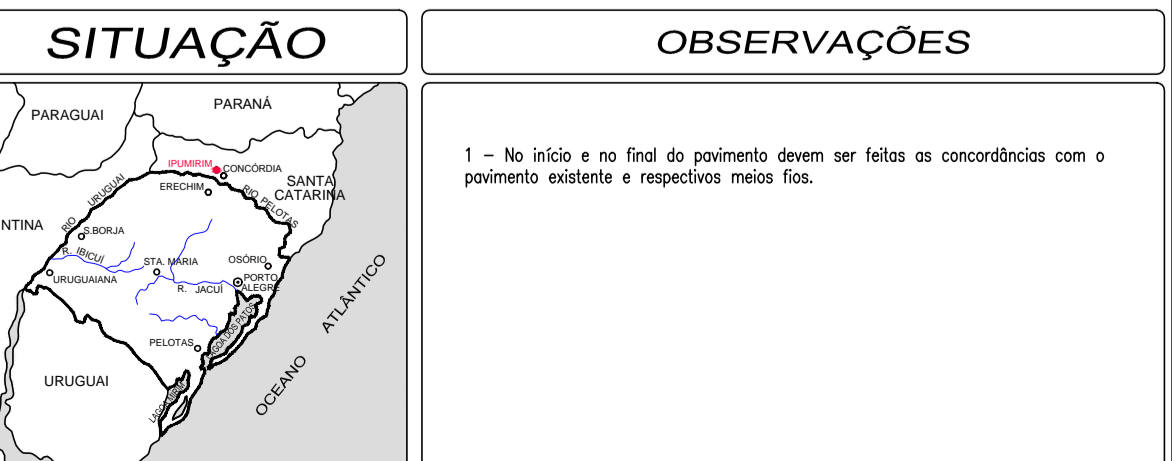 SITUAÇÃO
OBSERVAÇÕES
PARAGUAI
PARANÁ
IPUMIRIM
CONCÓRDIA
ERECHIM
SANTA
CATARINA
RIO URUGUAI
RIO PELOTAS
NTINA
S.BORJA
R. IBICUÍ
STA. MARIA
OSÓRIO
URUGUAIANA
R. JACUÍ
PORTO
ALEGRE
LAGOA DOS PATOS
PELOTAS
URUGUAI
LAGOA MIRIM
OCEANO ATLÂNTICO
1 – No início e no final do pavimento devem ser feitas as concordâncias com o
pavimento existente e respectivos meios fios.